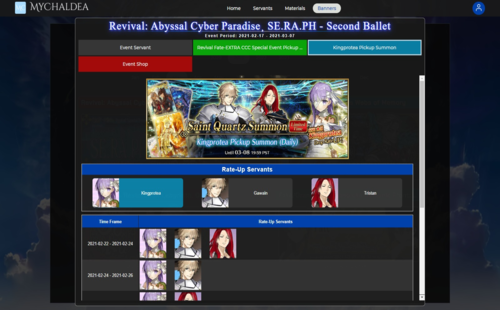 MYCHALDEA
Home
Servants
Materials
Banners
Revival: Abyssal Cyber Paradise, SE.RA.PH - Second Ballet
Event Period: 2021-02-17 - 2021-03-07
Event Servant
Revival Fate/EXTRA CCC Special Event Pickup ...
Kingprotea Pickup Summon
Event Shop
Saint Quartz Summon
Kingprotea Pickup Summon (Daily)
Until 03-08 19:59 PST
Rate-Up Servants
Kingprotea
Gawain
Tristan
Time Frame
Rate-Up Servants
2021-02-22 - 2021-02-24
2021-02-24 - 2021-02-26